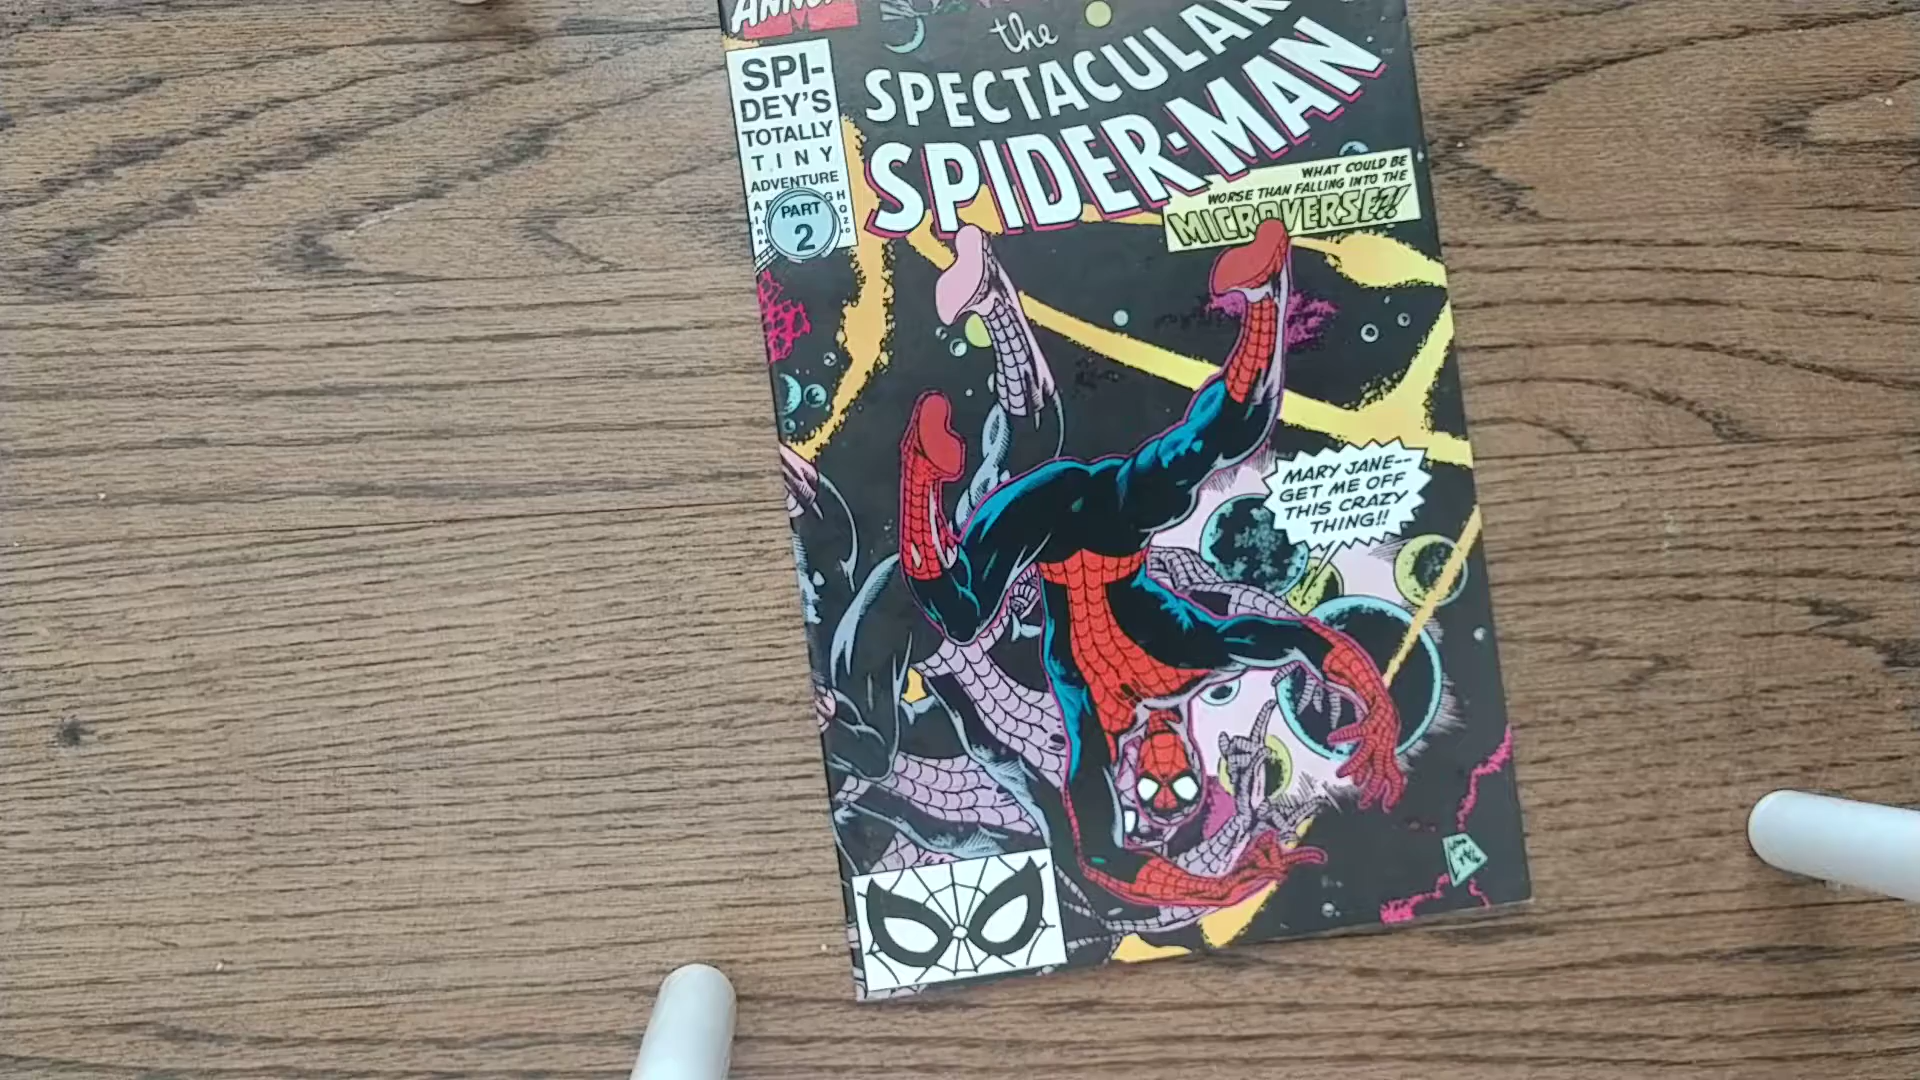 the
SPECTACULAR
SPIDER-MAN
SPI-
DEY'S
TOTALLY
TINY
ADVENTURE
PART
2
WHAT COULD BE
WORSE THAN FALLING INTO THE
MICROVERSE?!
MARY JANE--
GET ME OFF
THIS CRAZY
THING!!